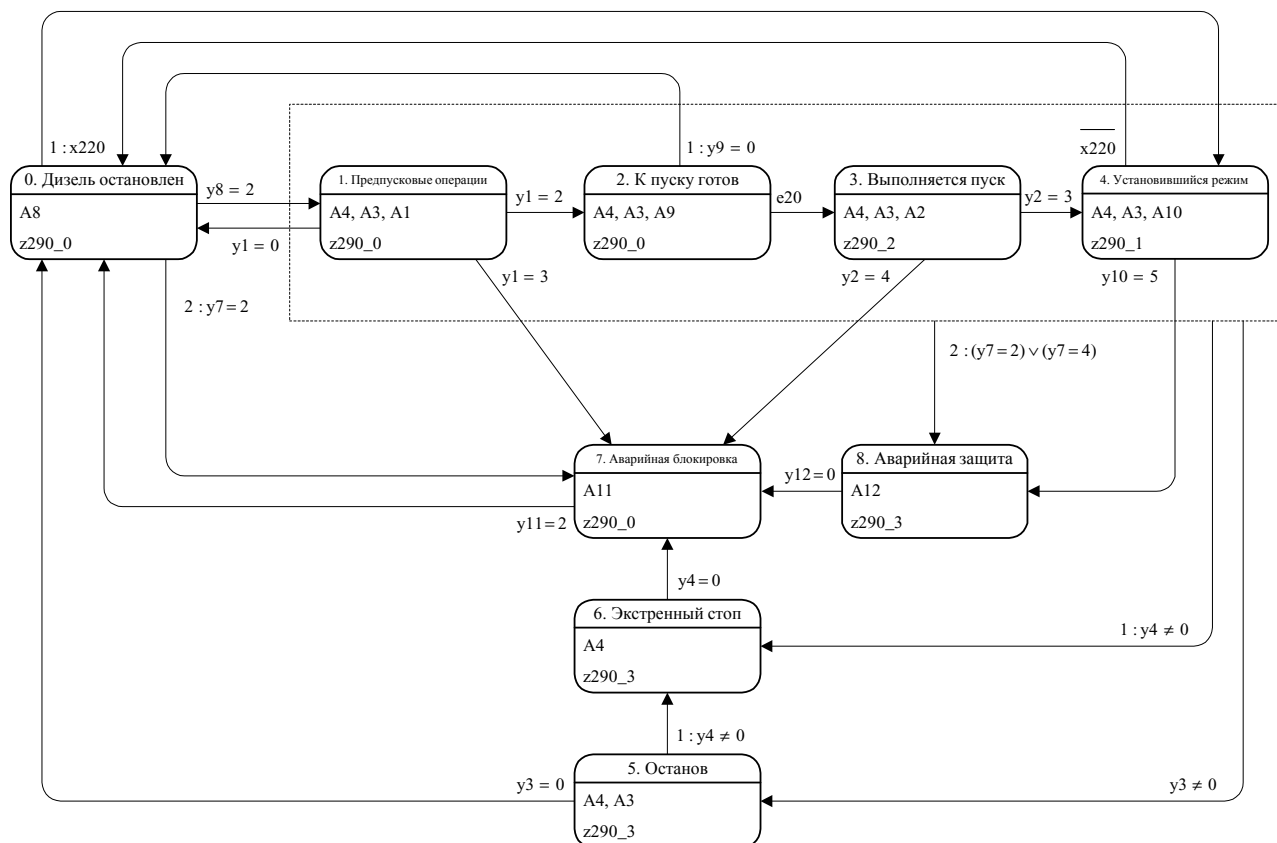 1 : x220
1 : y9 = 0
x220
0. Дизель остановлен
A8
z290_0
y8 = 2
y1 = 0
1. Предпусковые операции
A4, A3, A1
z290_0
y1 = 2
2. К пуску готов
A4, A3, A9
z290_0
e20
3. Выполняется пуск
A4, A3, A2
z290_2
y2 = 3
4. Установившийся режим
A4, A3, A10
z290_1
2 : y7 = 2
y1 = 3
y2 = 4
y10 = 5
2 : (y7 = 2) ∨ (y7 = 4)
7. Аварийная блокировка
A11
z290_0
y11 = 2
y12 = 0
8. Аварийная защита
A12
z290_3
y4 = 0
6. Экстренный стоп
A4
z290_3
1 : y4 ≠ 0
1 : y4 ≠ 0
5. Останов
A4, A3
z290_3
y3 = 0
y3 ≠ 0